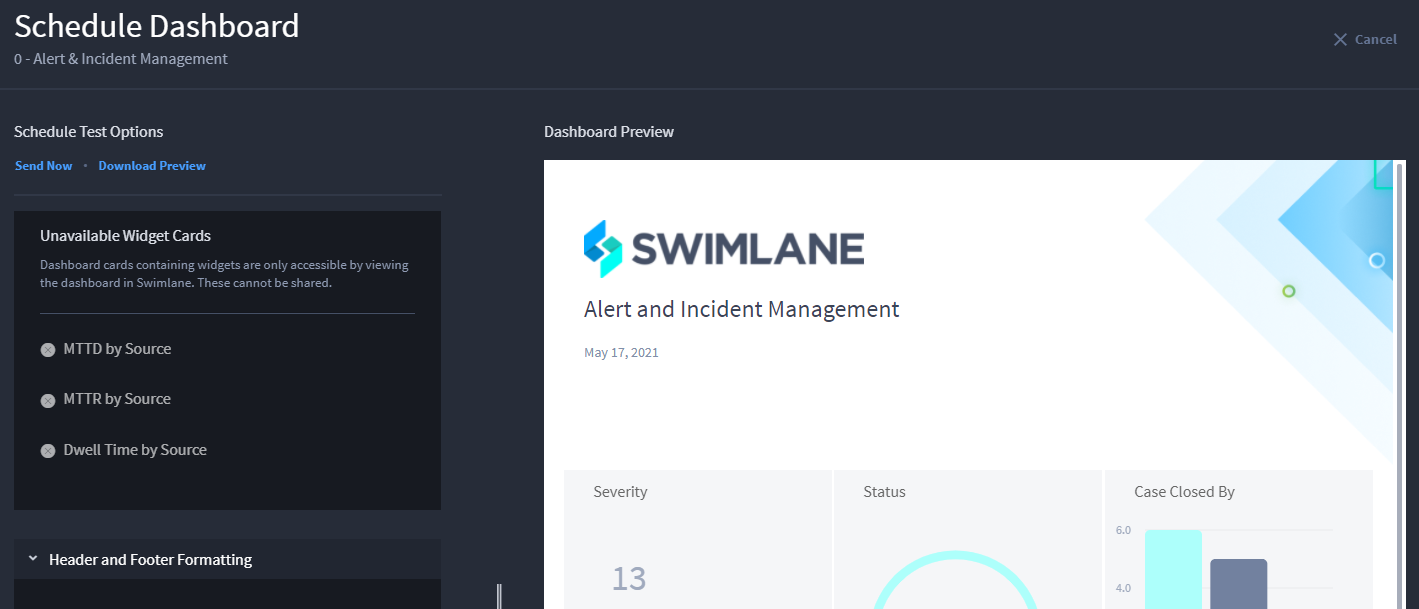 Schedule Dashboard
0 - Alert & Incident Management
Cancel
Schedule Test Options
Send Now • Download Preview
Unavailable Widget Cards
Dashboard cards containing widgets are only accessible by viewing
the dashboard in Swimlane. These cannot be shared.
MTTD by Source
MTTR by Source
Dwell Time by Source
Header and Footer Formatting
Dashboard Preview
SWIMLANE
Alert and Incident Management
May 17, 2021
Severity
13
Status
Case Closed By
6.0
4.0